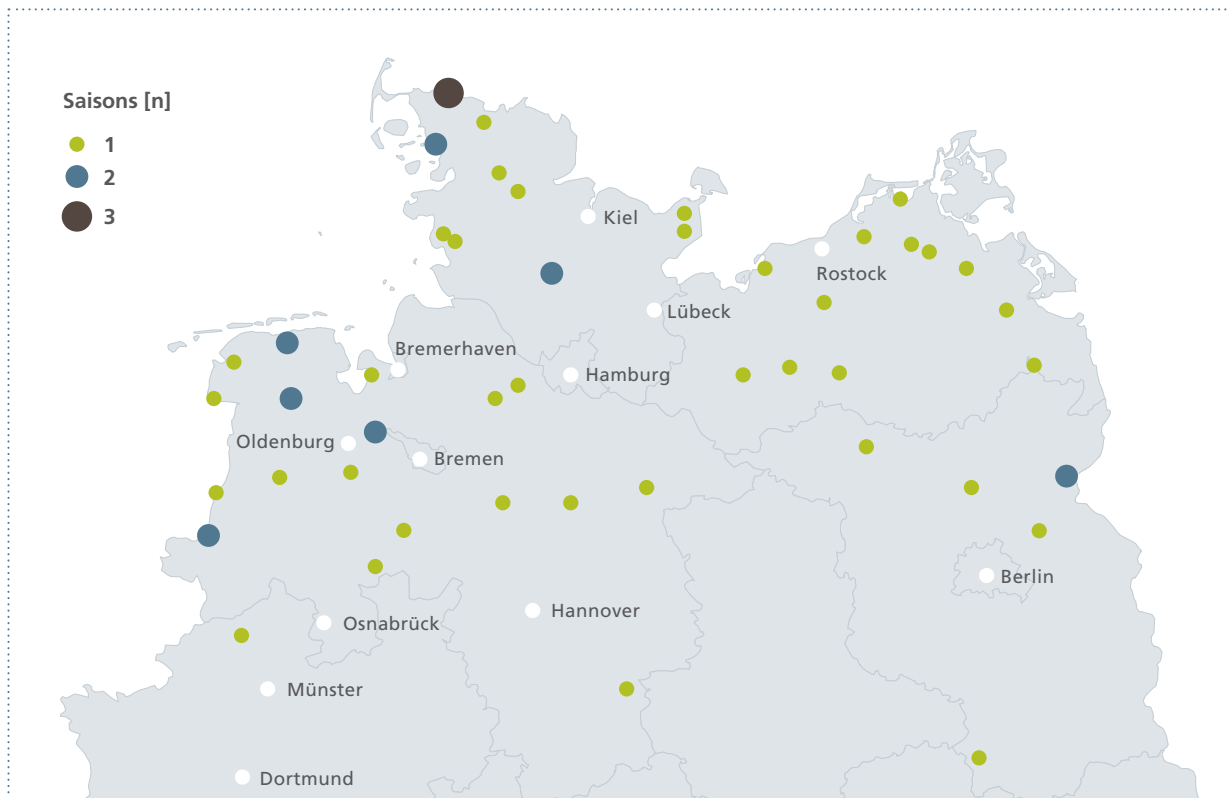 Saisons [n]
1
2
3
Kiel
Rostock
Lübeck
Bremerhaven
Hamburg
Oldenburg
Bremen
Berlin
Hannover
Osnabrück
Münster
Dortmund